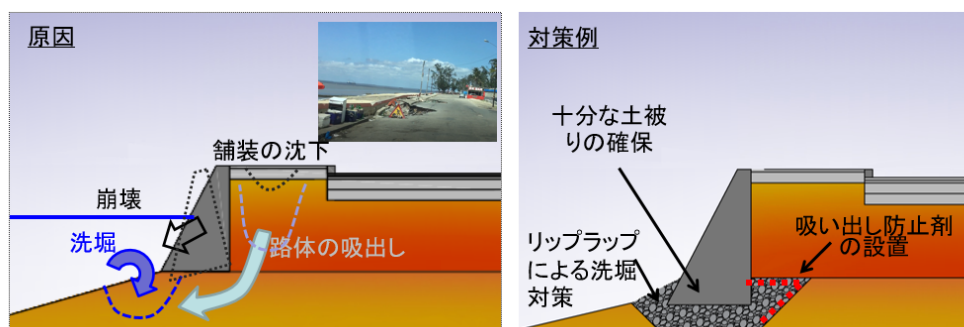 原因
舗装の沈下
崩壊
洗堀
路体の吸出し
対策例
十分な土被
りの確保
吸い出し防止剤
の設置
リップラップ
による洗堀
対策